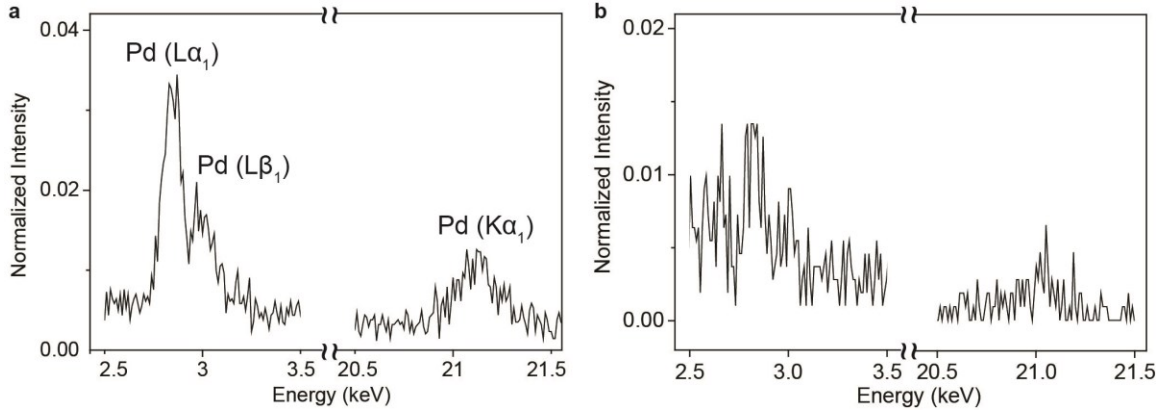 a
0.04
0.02
0.00
Normalized Intensity
Pd (Lα₁)
Pd (Lβ₁)
Pd (Kα₁)
2.5 3 3.5 20.5 21 21.5
Energy (keV)
b
0.02
0.01
0.00
Normalized Intensity
2.5 3.0 3.5 20.5 21.0 21.5
Energy (keV)